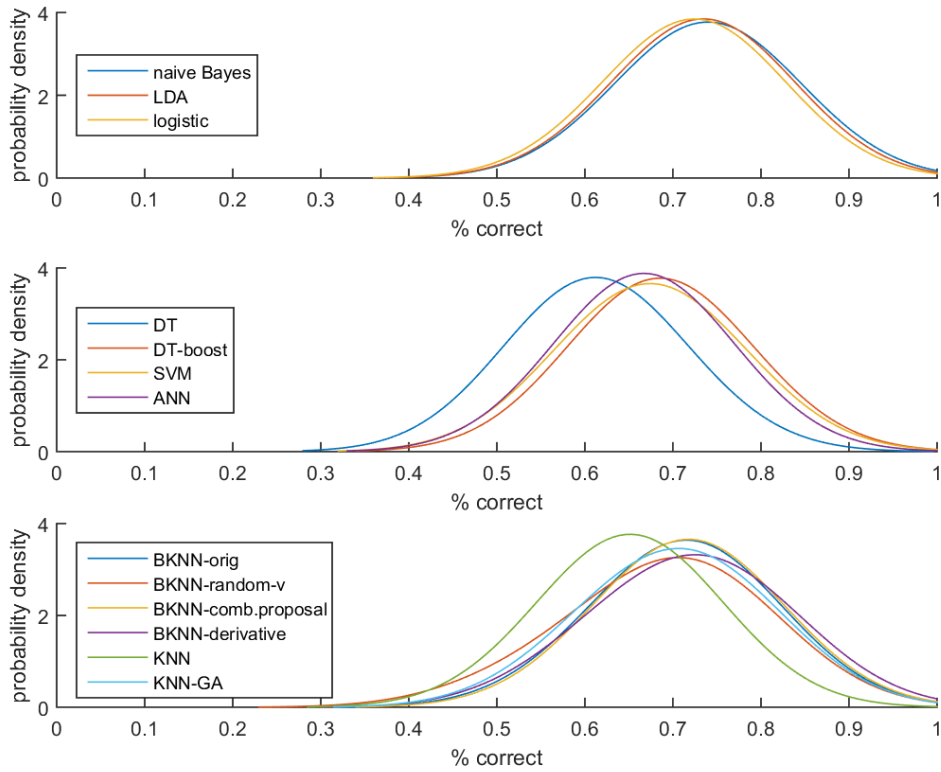 4
2
0
probability density
naive Bayes
LDA
logistic
0 0.1 0.2 0.3 0.4 0.5 0.6 0.7 0.8 0.9 1
% correct
4
2
0
probability density
DT
DT-boost
SVM
ANN
0 0.1 0.2 0.3 0.4 0.5 0.6 0.7 0.8 0.9 1
% correct
4
2
0
probability density
BKNN-orig
BKNN-random-v
BKNN-comb.proposal
BKNN-derivative
KNN
KNN-GA
0 0.1 0.2 0.3 0.4 0.5 0.6 0.7 0.8 0.9 1
% correct